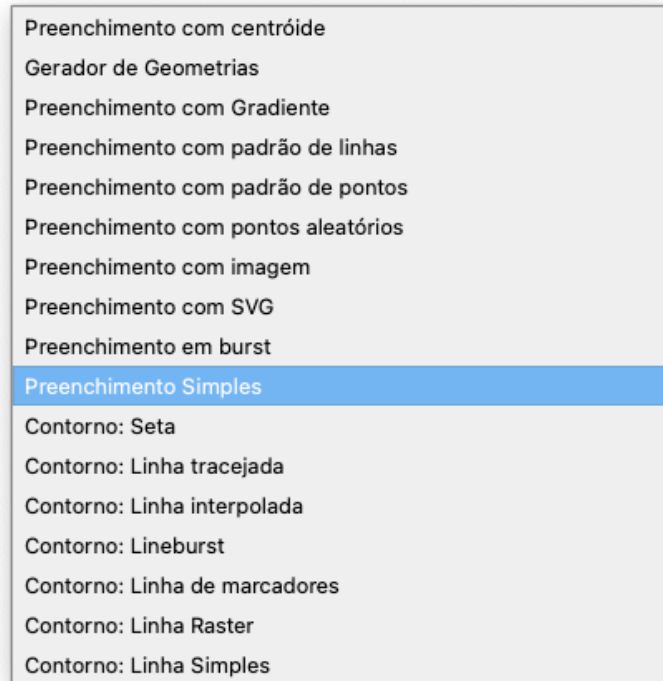 Preenchimento com centróide
Gerador de Geometrias
Preenchimento com Gradiente
Preenchimento com padrão de linhas
Preenchimento com padrão de pontos
Preenchimento com pontos aleatórios
Preenchimento com imagem
Preenchimento com SVG
Preenchimento em burst
Preenchimento Simples
Contorno: Seta
Contorno: Linha tracejada
Contorno: Linha interpolada
Contorno: Lineburst
Contorno: Linha de marcadores
Contorno: Linha Raster
Contorno: Linha Simples